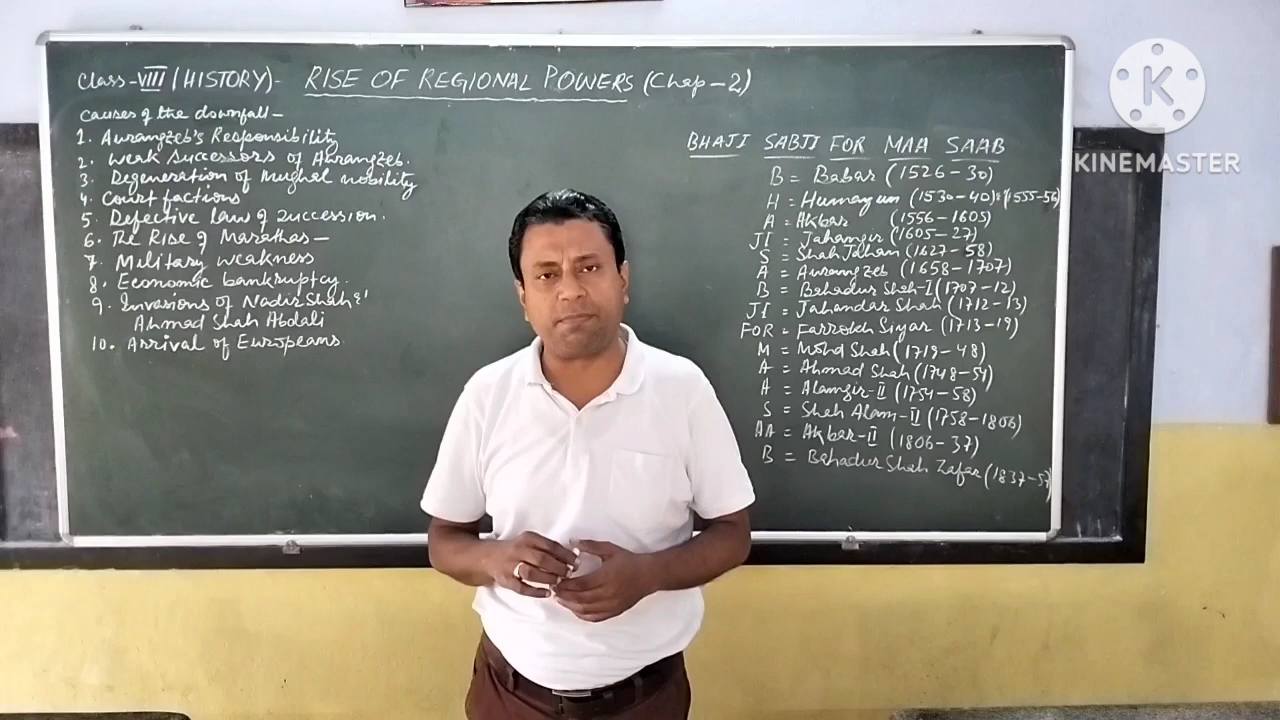 Class-VIII (HISTORY)- RISE OF REGIONAL POWERS (Chap-2)
Causes of the downfall-
1. Aurangzeb's Responsibility
2. Weak successors of Aurangzeb.
3. Degeneration of Mughal nobility
4. Court factions
5. Defective law of succession.
6. The Rise of Marathas-
7. Military weakness
8. Economic bankruptcy.
9. Invasions of Nadir Shah &
Ahmad Shah Abdali
10. Arrival of Europeans
BHAJI SABJI FOR MAA SAAB
B = Babar (1526-30)
H = Humayun (1530-40) & (1555-56)
A = Akbar (1556-1605)
JI = Jahangir (1605-27)
S = Shah Jahan (1627-58)
A = Aurangzeb (1658-1707)
B = Bahadur Shah-I (1707-12)
JI = Jahandar Shah (1712-13)
FOR = Farrokh Siyar (1713-19)
M = Mohd Shah (1719-48)
A = Ahmad Shah (1748-54)
A = Alamgir-II (1754-58)
S = Shah Alam-II (1758-1806)
AA = Akbar-II (1806-37)
B = Bahadur Shah Zafar (1837-57)
K
KINEMASTER